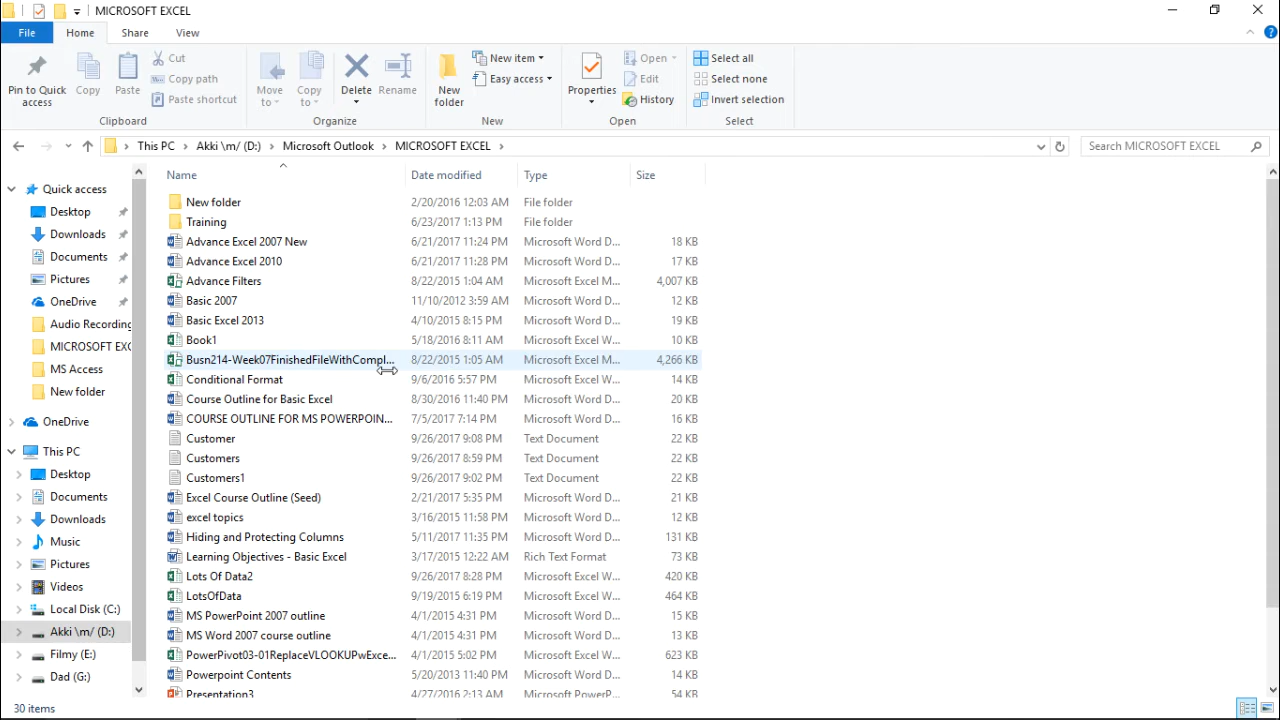 MICROSOFT EXCEL
File Home Share View
Pin to Quick access
Copy
Paste
Cut
Copy path
Paste shortcut
Clipboard
Move to
Copy to
Delete
Rename
Organize
New folder
New item
Easy access
New
Properties
Open
Edit
History
Open
Select all
Select none
Invert selection
Select
This PC > Akki \m/ (D:) > Microsoft Outlook > MICROSOFT EXCEL >
Search MICROSOFT EXCEL
Quick access
Desktop
Downloads
Documents
Pictures
OneDrive
Audio Recording
MICROSOFT EXC
MS Access
New folder
OneDrive
This PC
Desktop
Documents
Downloads
Music
Pictures
Videos
Local Disk (C:)
Akki \m/ (D:)
Filmy (E:)
Dad (G:)
Name Date modified Type Size
New folder 2/20/2016 12:03 AM File folder
Training 6/23/2017 1:13 PM File folder
Advance Excel 2007 New 6/21/2017 11:24 PM Microsoft Word D... 18 KB
Advance Excel 2010 6/21/2017 11:28 PM Microsoft Word D... 17 KB
Advance Filters 8/22/2015 1:04 AM Microsoft Excel M... 4,007 KB
Basic 2007 11/10/2012 3:59 AM Microsoft Word D... 12 KB
Basic Excel 2013 4/10/2015 8:15 PM Microsoft Word D... 19 KB
Book1 5/18/2016 8:11 AM Microsoft Excel W... 10 KB
Busn214-Week07FinishedFileWithCompl... 8/22/2015 1:05 AM Microsoft Excel M... 4,266 KB
Conditional Format 9/6/2016 5:57 PM Microsoft Excel W... 14 KB
Course Outline for Basic Excel 8/30/2016 11:40 PM Microsoft Word D... 20 KB
COURSE OUTLINE FOR MS POWERPOIN... 7/5/2017 7:14 PM Microsoft Word D... 16 KB
Customer 9/26/2017 9:08 PM Text Document 22 KB
Customers 9/26/2017 8:59 PM Text Document 22 KB
Customers1 9/26/2017 9:02 PM Text Document 22 KB
Excel Course Outline (Seed) 2/21/2017 5:35 PM Microsoft Word D... 21 KB
excel topics 3/16/2015 11:58 PM Microsoft Word D... 12 KB
Hiding and Protecting Columns 5/11/2017 11:35 PM Microsoft Word D... 131 KB
Learning Objectives - Basic Excel 3/17/2015 12:22 AM Rich Text Format 73 KB
Lots Of Data2 9/26/2017 8:28 PM Microsoft Excel W... 420 KB
LotsOfData 9/19/2015 6:19 PM Microsoft Excel W... 464 KB
MS PowerPoint 2007 outline 4/1/2015 4:31 PM Microsoft Word D... 15 KB
MS Word 2007 course outline 4/1/2015 4:31 PM Microsoft Word D... 13 KB
PowerPivot03-01ReplaceVLOOKUPwExce... 4/1/2015 5:02 PM Microsoft Excel W... 623 KB
Powerpoint Contents 5/20/2013 11:40 PM Microsoft Word D... 14 KB
Presentation3 4/27/2016 2:13 AM Microsoft PowerP... 54 KB
30 items